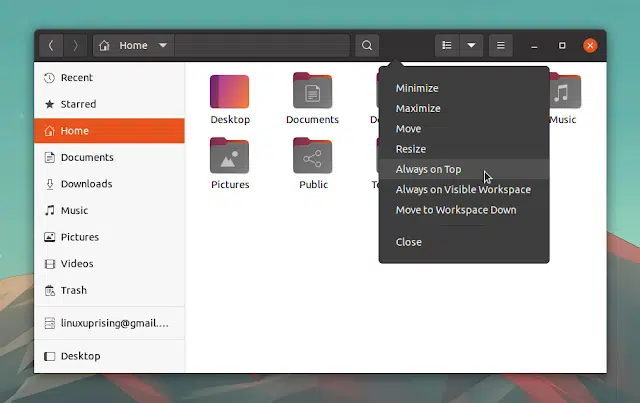 Home
Recent
Starred
Home
Documents
Downloads
Music
Pictures
Videos
Trash
linuxuprising@gmail....
Desktop
Desktop
Documents
Music
Pictures
Public
Minimize
Maximize
Move
Resize
Always on Top
Always on Visible Workspace
Move to Workspace Down
Close